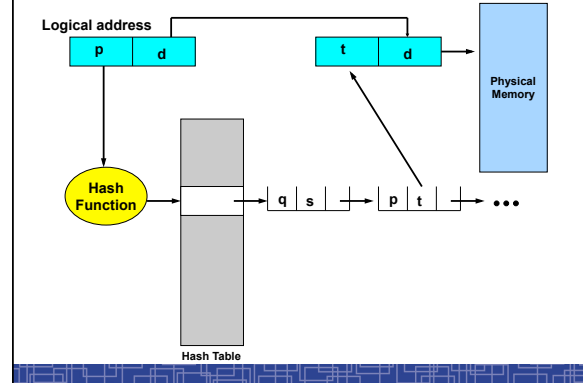 Logical address
p d t d
Physical
Memory
Hash
Function
q s p t •••
Hash Table